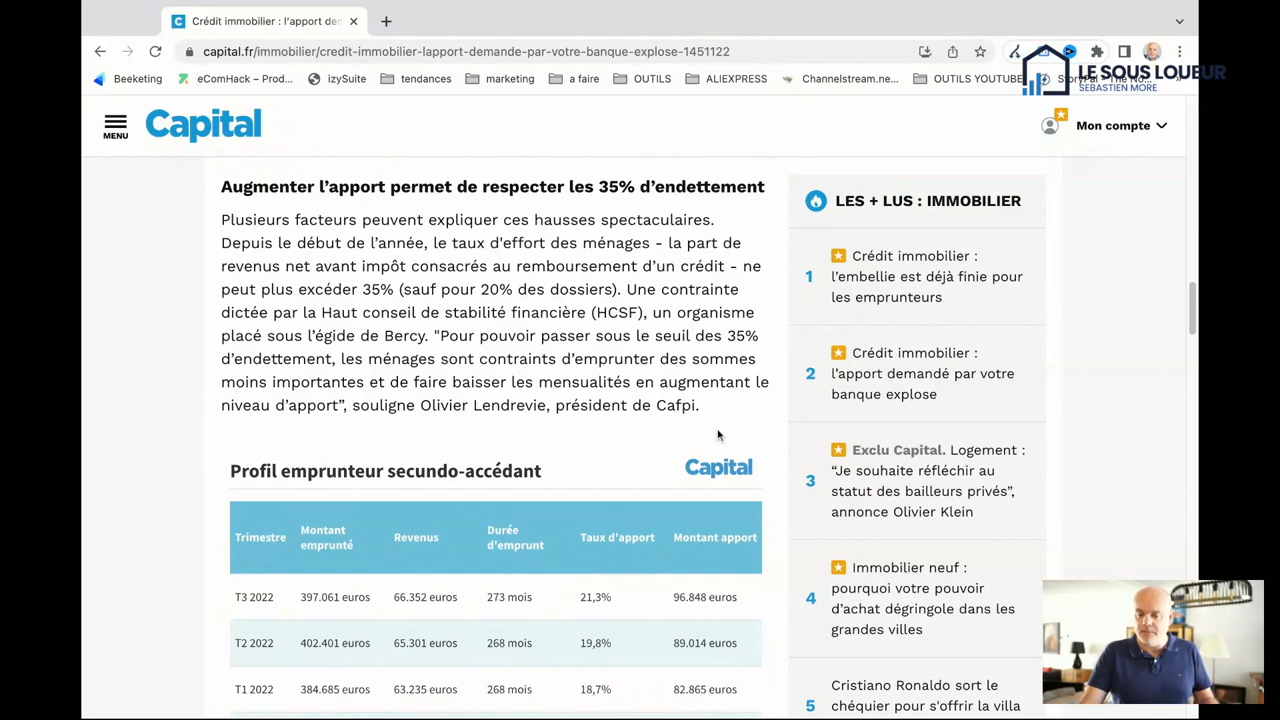 Crédit immobilier : l'apport den
capital.fr/immobilier/credit-immobilier-lapport-demande-par-votre-banque-explose-1451122
Beeketing
eComHack – Prod...
izySuite
tendances
mrketing
a faire
OUTILS
ALIEXPRESS
Channelstream.ne...
OUTILS YOUTUBE
LE SOUS LOUEUR
SEBASTIEN MORE
MENU
Capital
Mon compte
Augmenter l'apport permet de respecter les 35% d'endettement
Plusieurs facteurs peuvent expliquer ces hausses spectaculaires.
Depuis le début de l'année, le taux d'effort des ménages - la part de
revenus net avant impôt consacrés au remboursement d'un crédit - ne
peut plus excéder 35% (sauf pour 20% des dossiers). Une contrainte
dictée par la Haut conseil de stabilité financière (HCSF), un organisme
placé sous l'égide de Bercy. "Pour pouvoir passer sous le seuil des 35%
d'endettement, les ménages sont contraints d'emprunter des sommes
moins importantes et de faire baisser les mensualités en augmentant le
niveau d'apport”, souligne Olivier Lendrevie, président de Cafpi.
Profil emprunteur secundo-accédant
Capital
Trimestre Montant emprunté Revenus Durée d'emprunt Taux d'apport Montant apport
T3 2022 397.061 euros 66.352 euros 273 mois 21,3% 96.848 euros
T2 2022 402.401 euros 65.301 euros 268 mois 19,8% 89.014 euros
T1 2022 384.685 euros 63.235 euros 268 mois 18,7% 82.865 euros
LES + LUS : IMMOBILIER
1
Crédit immobilier :
l'embellie est déjà finie pour
les emprunteurs
2
Crédit immobilier :
l'apport demandé par votre
banque explose
3
Exclu Capital. Logement :
“Je souhaite réfléchir au
statut des bailleurs privés”,
annonce Olivier Klein
4
Immobilier neuf :
pourquoi votre pouvoir
d'achat dégringole dans les
grandes villes
5
Cristiano Ronaldo sort le
chéquier pour s'offrir la villa